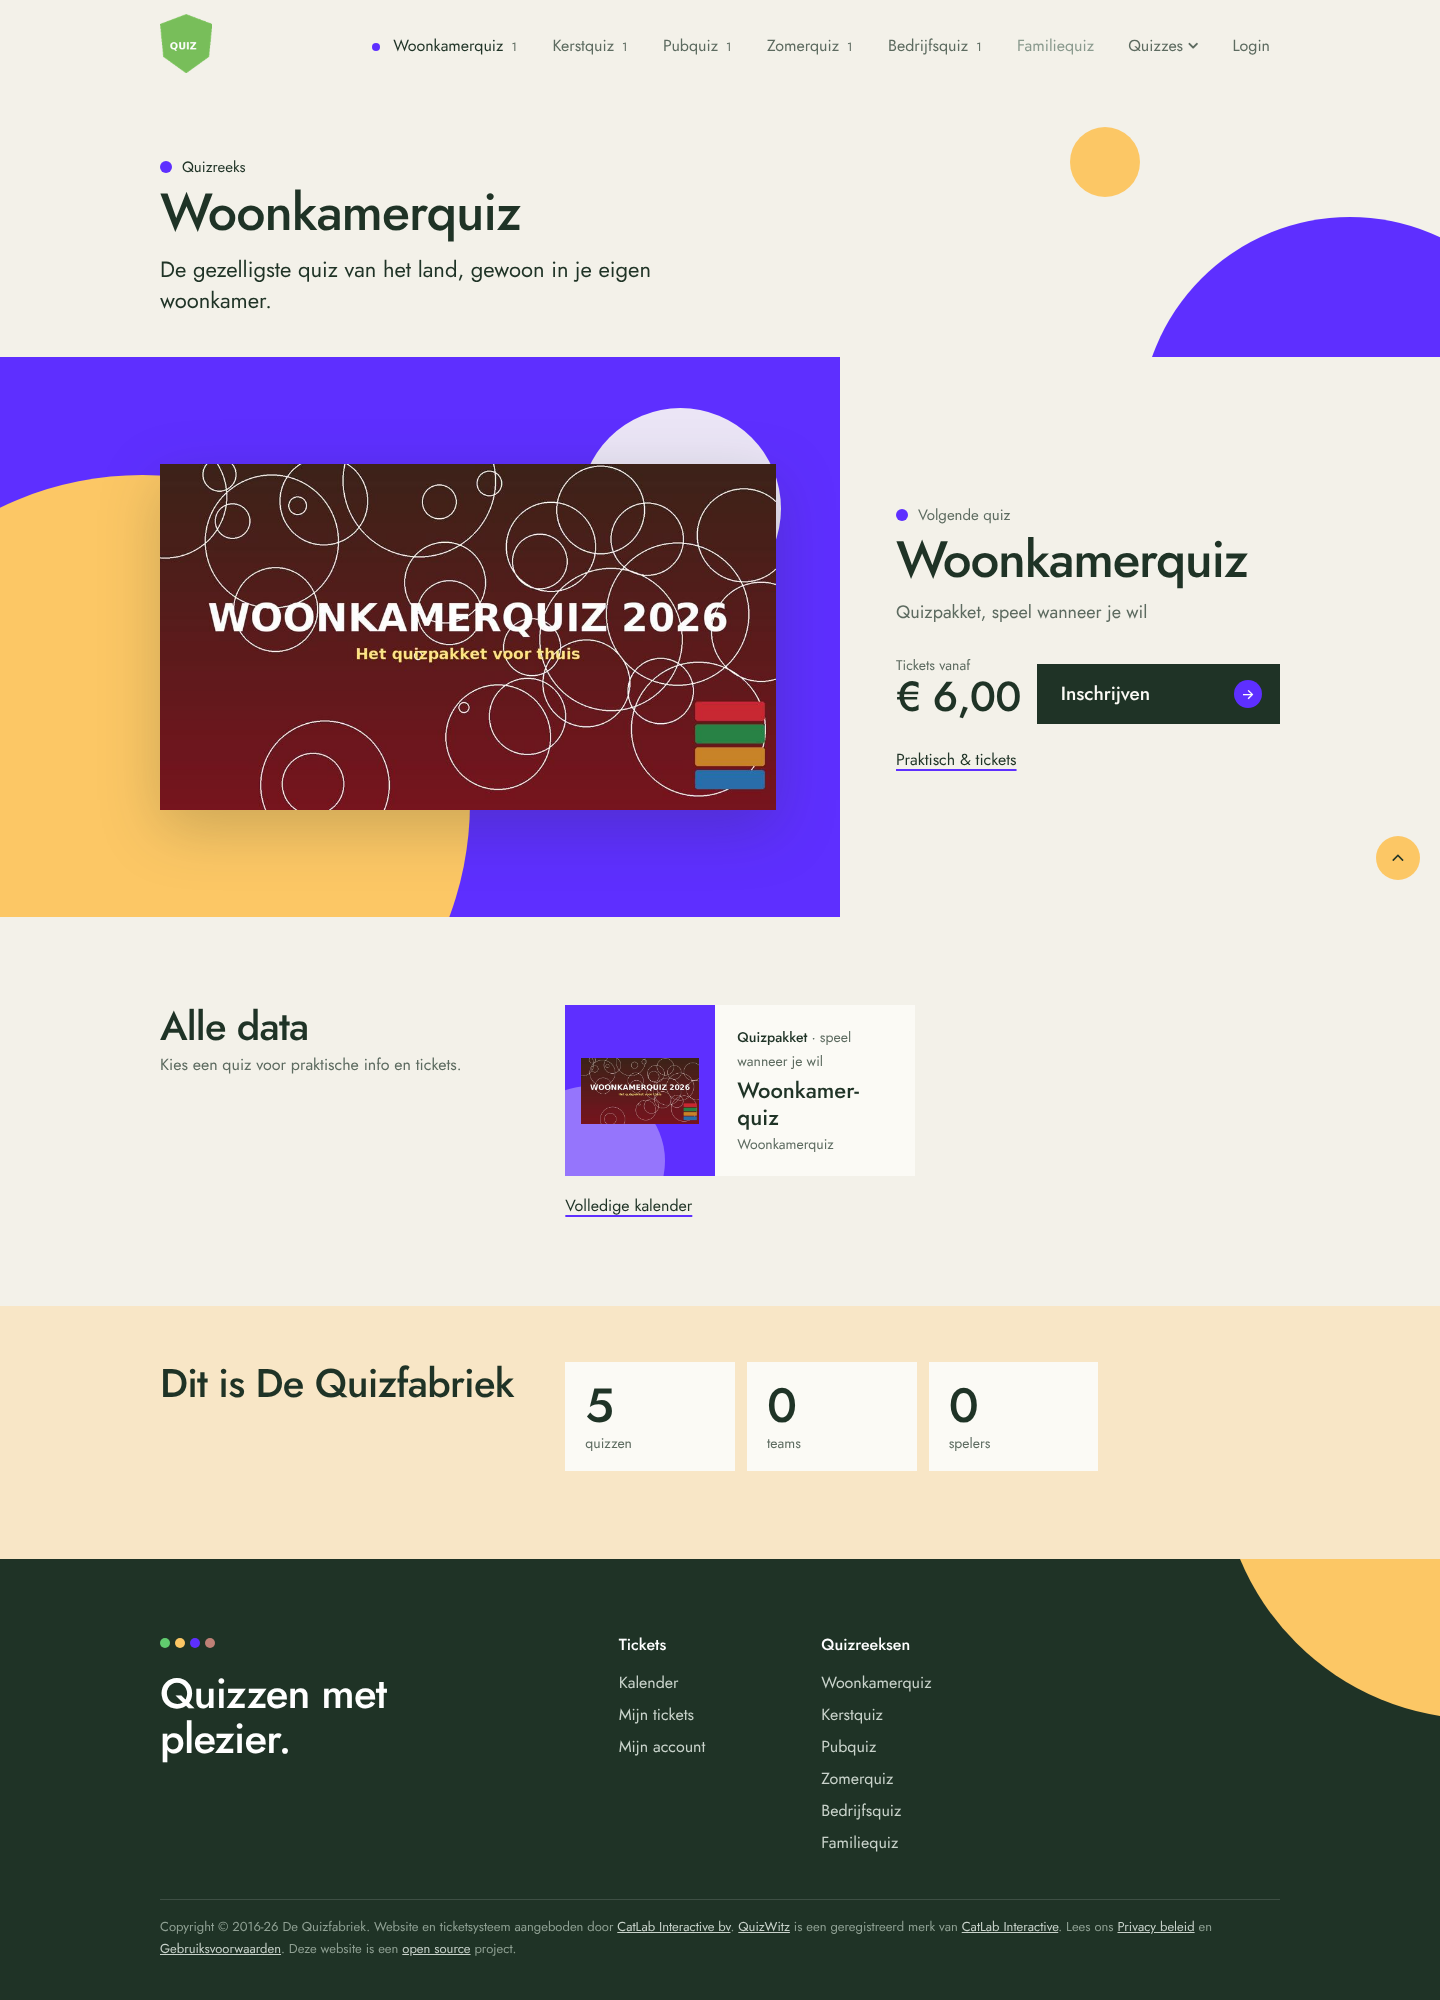 QUIZ
Woonkamerquiz 1
Kerstquiz 1
Pubquiz 1
Zomerquiz 1
Bedrijfsquiz 1
Familiequiz
Quizzes
Login
Quizreeks
Woonkamerquiz
De gezelligste quiz van het land, gewoon in je eigen
woonkamer.
WOONKAMERQUIZ 2026
Het quizpakket voor thuis
Volgende quiz
Woonkamerquiz
Quizpakket, speel wanneer je wil
Tickets vanaf
€ 6,00
Inschrijven
Praktisch & tickets
Alle data
Kies een quiz voor praktische info en tickets.
WOONKAMERQUIZ 2026
Het quizpakket voor thuis
Quizpakket · speel
wanneer je wil
Woonkamer-
quiz
Woonkamerquiz
Volledige kalender
Dit is De Quizfabriek
5
quizzen
0
teams
0
spelers
Quizzen met
plezier.
Tickets
Kalender
Mijn tickets
Mijn account
Quizreeksen
Woonkamerquiz
Kerstquiz
Pubquiz
Zomerquiz
Bedrijfsquiz
Familiequiz
Copyright © 2016-26 De Quizfabriek. Website en ticketsysteem aangeboden door CatLab Interactive bv. QuizWitz is een geregistreerd merk van CatLab Interactive. Lees ons Privacy beleid en
Gebruiksvoorwaarden. Deze website is een open source project.